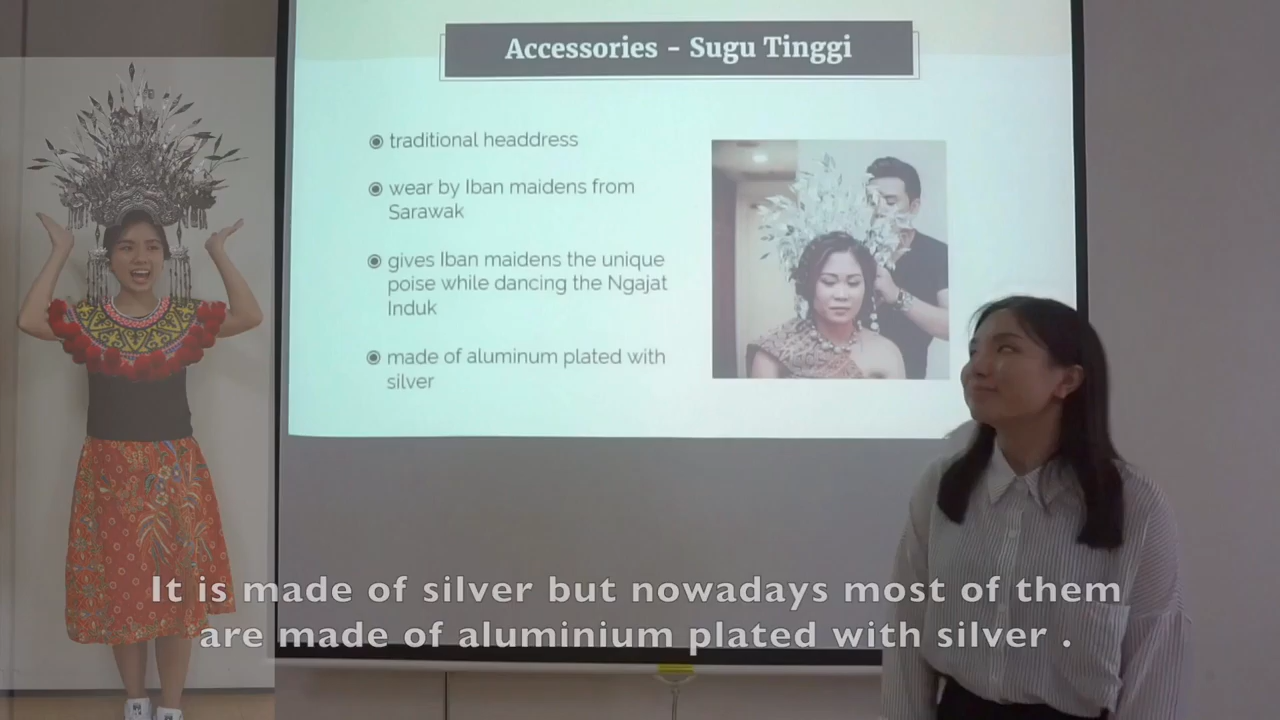 Accessories - Sugu Tinggi
traditional headdress
wear by Iban maidens from
Sarawak
gives Iban maidens the unique
poise while dancing the Ngajat
Induk
made of aluminum plated with
silver
It is made of silver but nowadays most of them
are made of aluminium plated with silver .